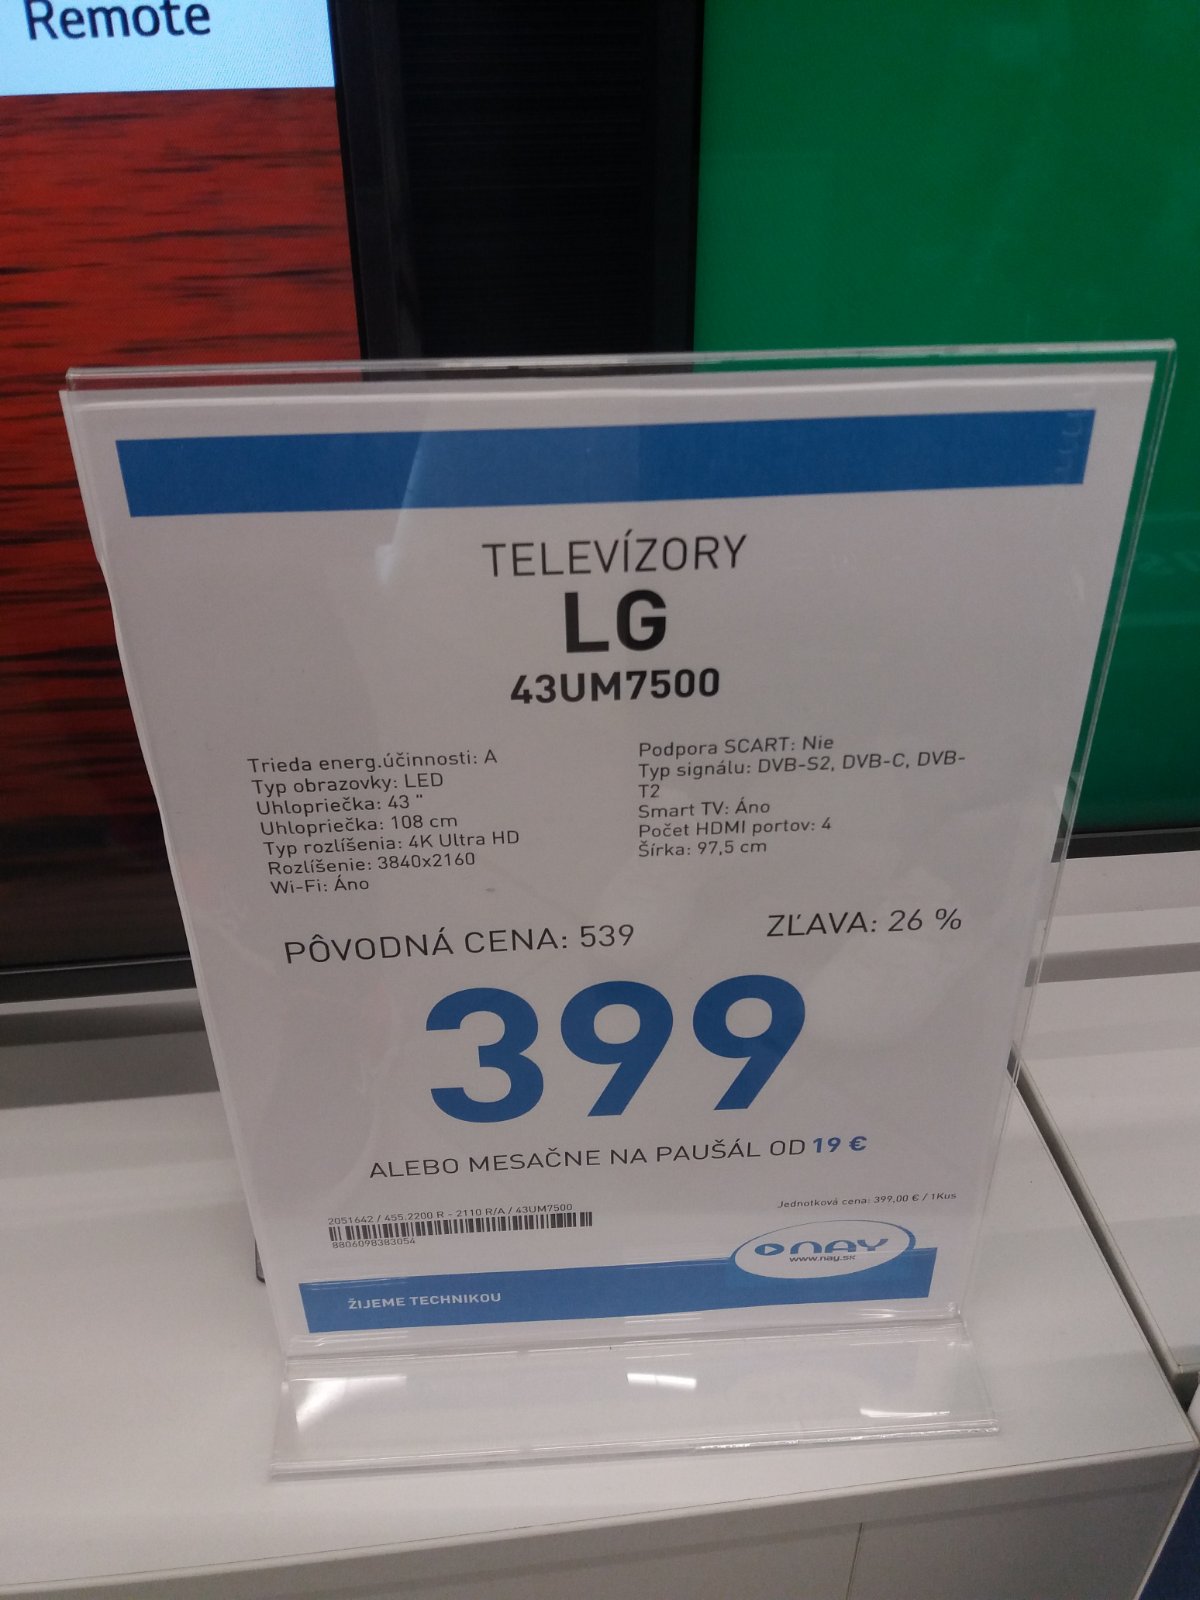 Remote
TELEVÍZORY
LG
43UM7500
Trieda energ.účinnosti: A
Typ obrazovky: LED
Uhlopriečka: 43 "
Uhlopriečka: 108 cm
Typ rozlíšenia: 4K Ultra HD
Rozlíšenie: 3840x2160
Wi-Fi: Áno
Podpora SCART: Nie
Typ signálu: DVB-S2, DVB-C, DVB-
T2
Smart TV: Áno
Počet HDMI portov: 4
Šírka: 97,5 cm
PÔVODNÁ CENA: 539
ZĽAVA: 26 %
399
ALEBO MESAČNE NA PAUŠÁL OD 19 €
Jednotková cena: 399,00 € / 1Kus
2051642 / 455.2200 R - 2110 R/A / 43UM7500
8806098383054
NAY
www.nay.sk
ŽIJEME TECHNIKOU